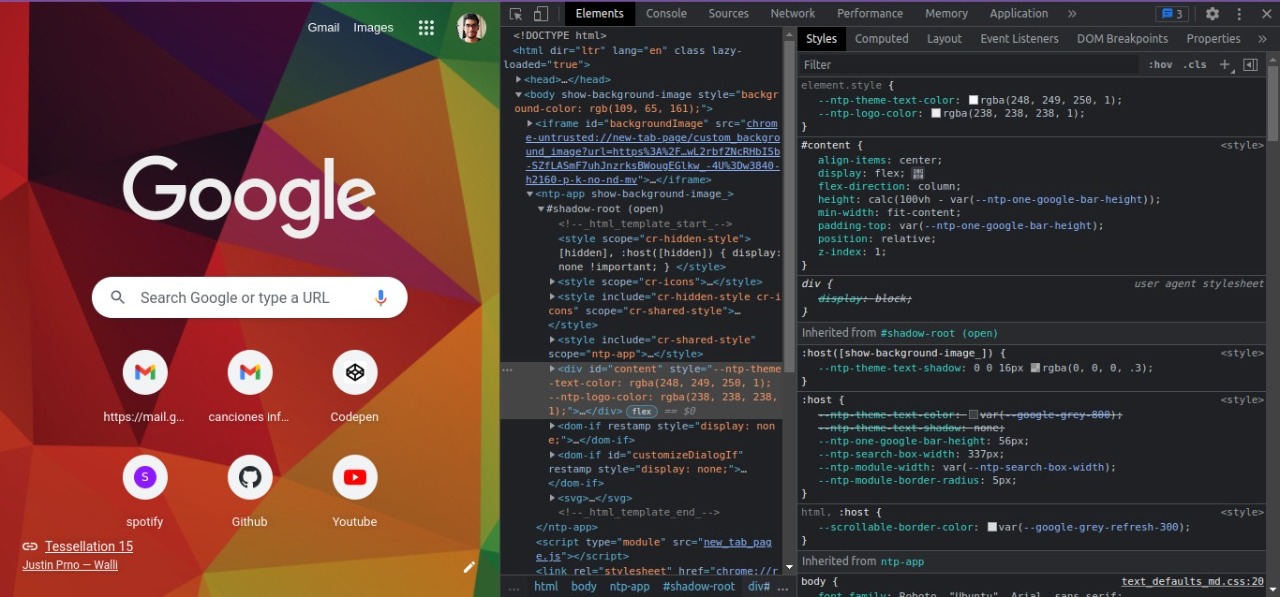 Gmail Images
Google
Search Google or type a URL
https://mail.g... canciones inf... Codepen
S
spotify Github Youtube
Tessellation 15
Justin Prno — Walli
Elements Console Sources Network Performance Memory Application » 3
<!DOCTYPE html>
<html dir="ltr" lang="en" class lazy-
loaded="true">
<head>…</head>
<body show-background-image style="backgr
ound-color: rgb(109, 65, 161);">
<iframe id="backgroundImage" src="chrom
e-untrusted://new-tab-page/custom_backgro
und_image?url=https%3A%2F…wL2rbfZNcRHbI5b
-SZfLASmF7uhJnzrksBWougEGlkw_-4U%3Dw3840-
h2160-p-k-no-nd-mv">…</iframe>
<ntp-app show-background-image_>
#shadow-root (open)
<!--_html_template_start_-->
<style scope="cr-hidden-style">
[hidden], :host([hidden]) { display:
none !important; } </style>
<style scope="cr-icons">…</style>
<style include="cr-hidden-style cr-i
cons" scope="cr-shared-style">…
</style>
<style include="cr-shared-style"
scope="ntp-app">…</style>
… <div id="content" style="--ntp-theme
-text-color: rgba(248, 249, 250, 1);
--ntp-logo-color: rgba(238, 238, 238,
1);">…</div> flex == $0
<dom-if restamp style="display: non
e;">…</dom-if>
<dom-if id="customizeDialogIf"
restamp style="display: none;">…
</dom-if>
<svg>…</svg>
<!--_html_template_end_-->
</ntp-app>
<script type="module" src="new_tab_pag
e.js"></script>
<link rel="stylesheet" href="chrome://r
… html body ntp-app #shadow-root div# …
Styles Computed Layout Event Listeners DOM Breakpoints Properties »
Filter :hov .cls +
element.style {
--ntp-theme-text-color: rgba(248, 249, 250, 1);
--ntp-logo-color: rgba(238, 238, 238, 1);
}
#content { <style>
align-items: center;
display: flex;
flex-direction: column;
height: calc(100vh - var(--ntp-one-google-bar-height));
min-width: fit-content;
padding-top: var(--ntp-one-google-bar-height);
position: relative;
z-index: 1;
}
div { user agent stylesheet
display: block;
}
Inherited from #shadow-root (open)
:host([show-background-image_]) { <style>
--ntp-theme-text-shadow: 0 0 16px rgba(0, 0, 0, .3);
}
:host { <style>
--ntp-theme-text-color: var(--google-grey-800);
--ntp-theme-text-shadow: none;
--ntp-one-google-bar-height: 56px;
--ntp-search-box-width: 337px;
--ntp-module-width: var(--ntp-search-box-width);
--ntp-module-border-radius: 5px;
}
html, :host { <style>
--scrollable-border-color: var(--google-grey-refresh-300);
}
Inherited from ntp-app
body { text_defaults_md.css:20
font-family: Roboto, "Ubuntu", Arial, sans-serif;